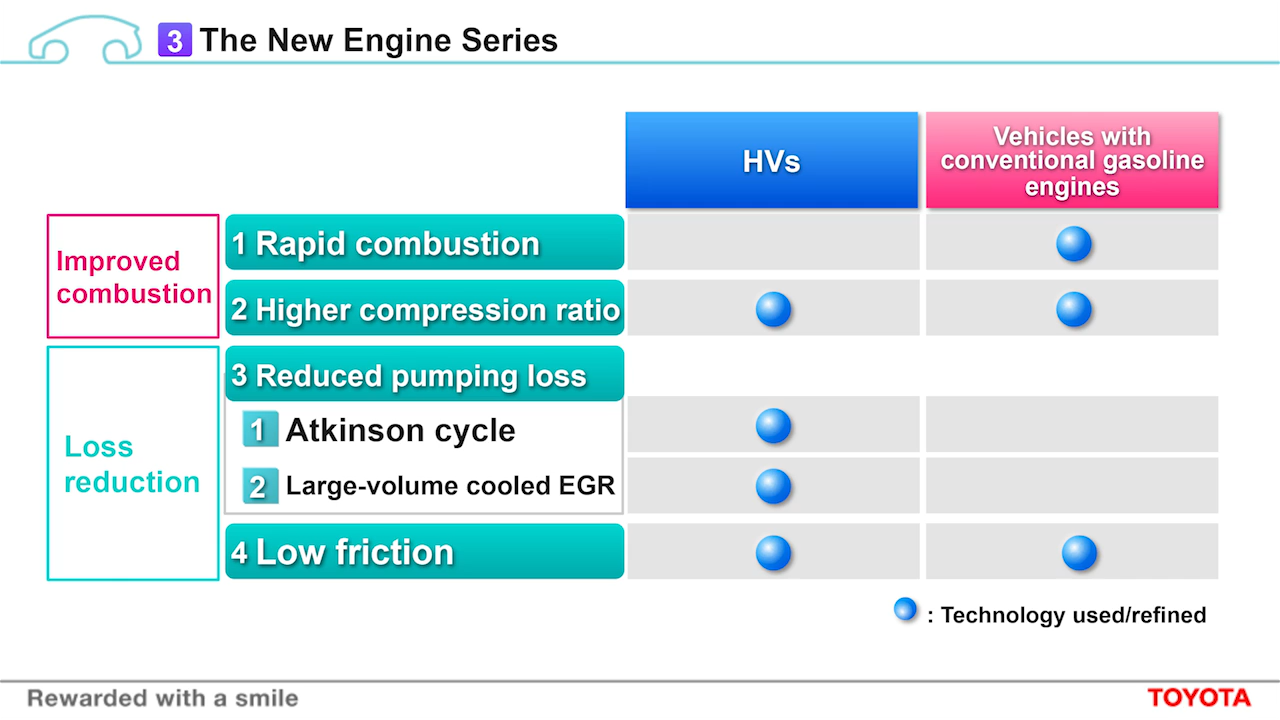 3 The New Engine Series
HVs
Vehicles with
conventional gasoline
engines
Improved
combustion
1 Rapid combustion
2 Higher compression ratio
Loss
reduction
3 Reduced pumping loss
1 Atkinson cycle
2 Large-volume cooled EGR
4 Low friction
: Technology used/refined
Rewarded with a smile
TOYOTA